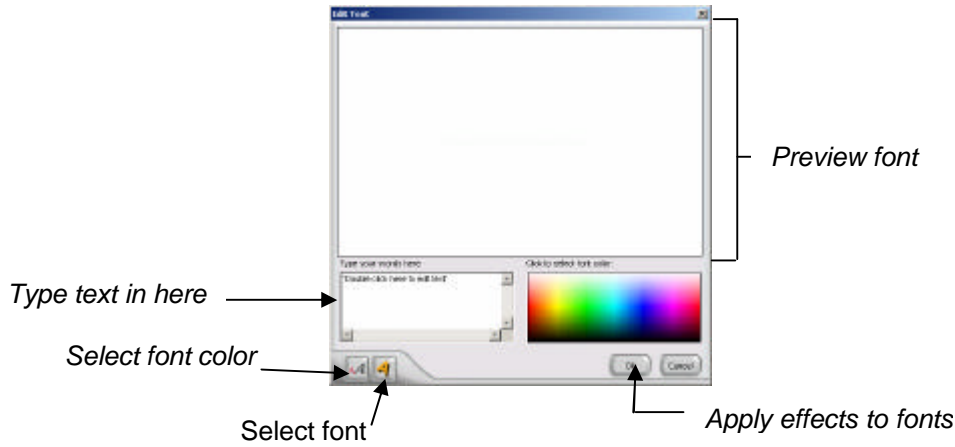 Edit Text
Preview font
Type your words here:
Click to select font color:
Double-click here to edit text
Type text in here
Select font color
Ok
Cancel
Select font
Apply effects to fonts